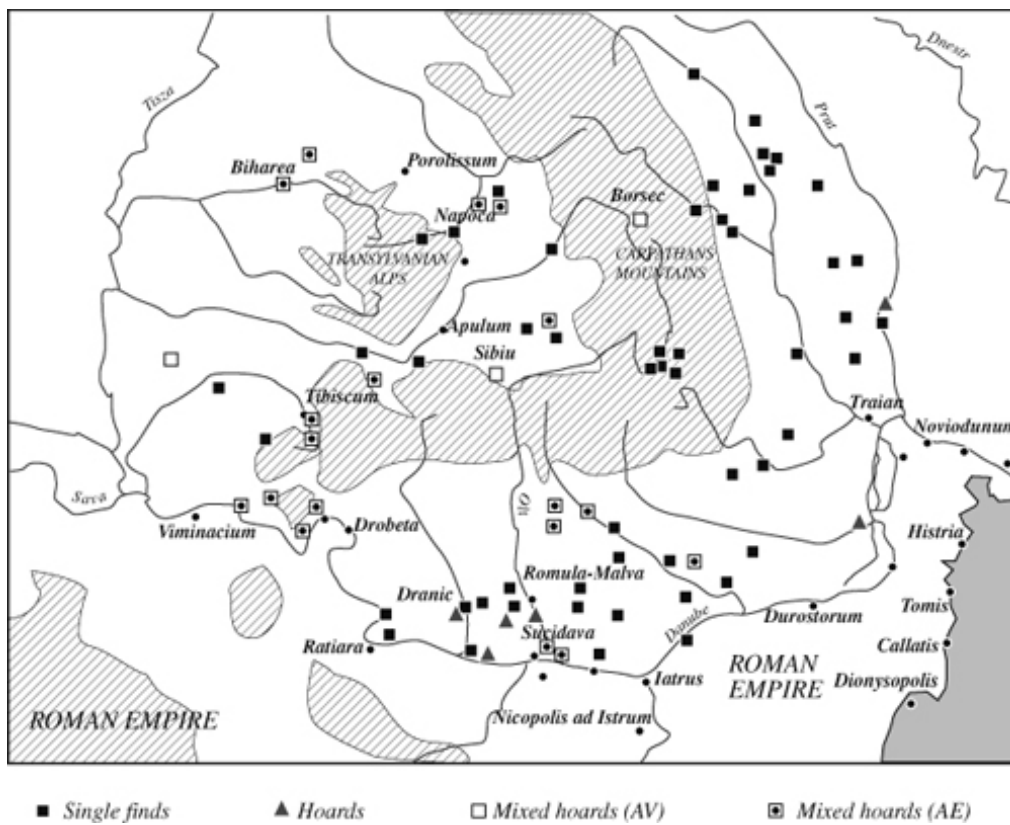 Dnestr
Tisza
Prut
Porolissum
Biharea
Borsec
Napoca
TRANSYLVANIAN
ALPS
CARPATHANS
MOUNTAINS
Apulum
Sibiu
Tibiscum
Traian
Noviodunum
Sava
Olt
Viminacium
Drobeta
Histria
Romula-Malva
Dranic
Tomis
Danube
Durostorum
Sucidava
Ratiara
Callatis
ROMAN
EMPIRE
Iatrus
Dionysopolis
ROMAN EMPIRE
Nicopolis ad Istrum
Single finds
Hoards
Mixed hoards (AV)
Mixed hoards (AE)